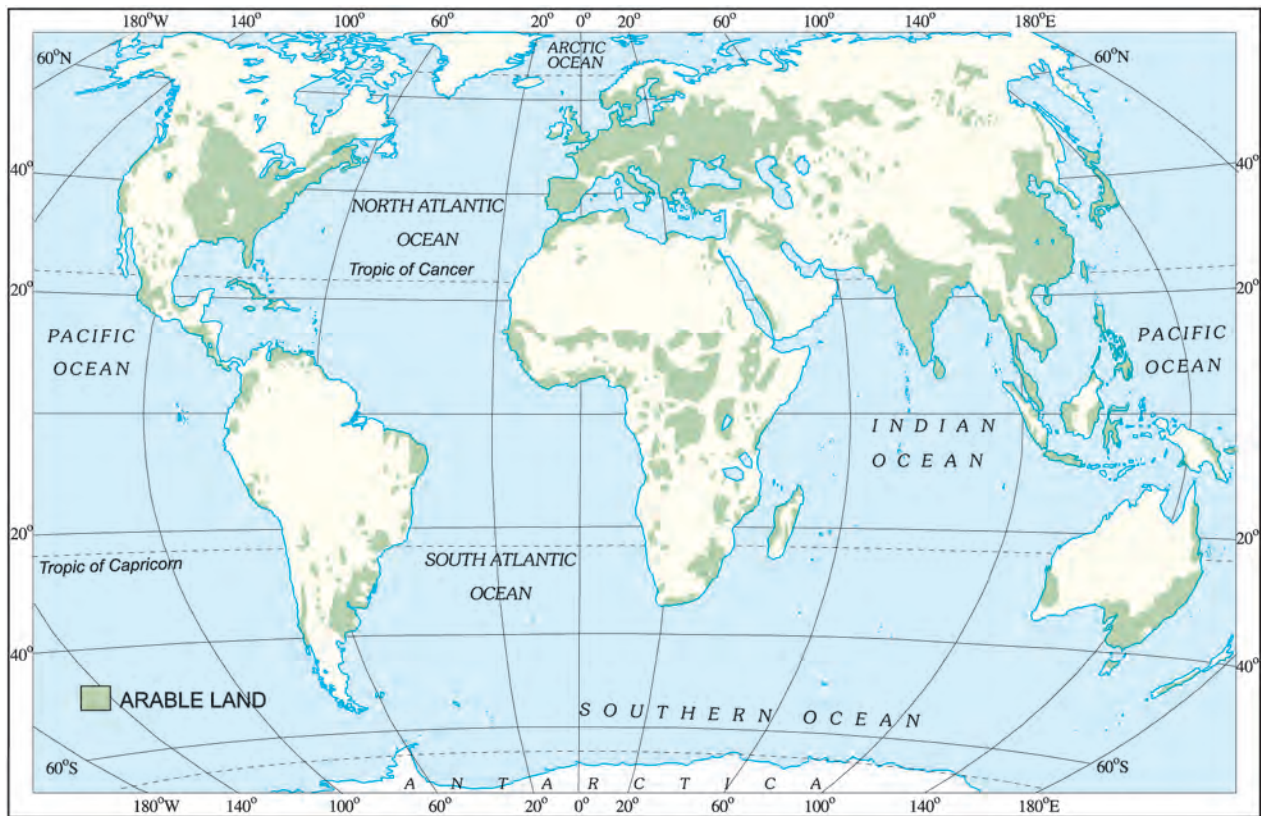 180°W 140° 100° 60° 20° 0° 20° 60° 100° 140° 180°E
60°N
ARCTIC
OCEAN
60°N
40°
40°
NORTH ATLANTIC
OCEAN
Tropic of Cancer
20°
20°
PACIFIC
OCEAN
PACIFIC
OCEAN
INDIAN
OCEAN
20°
20°
Tropic of Capricorn
SOUTH ATLANTIC
OCEAN
40°
40°
ARABLE LAND
SOUTHERN OCEAN
60°S
60°S
ANTARCTICA
180°W 140° 100° 60° 20° 0° 20° 60° 100° 140° 180°E